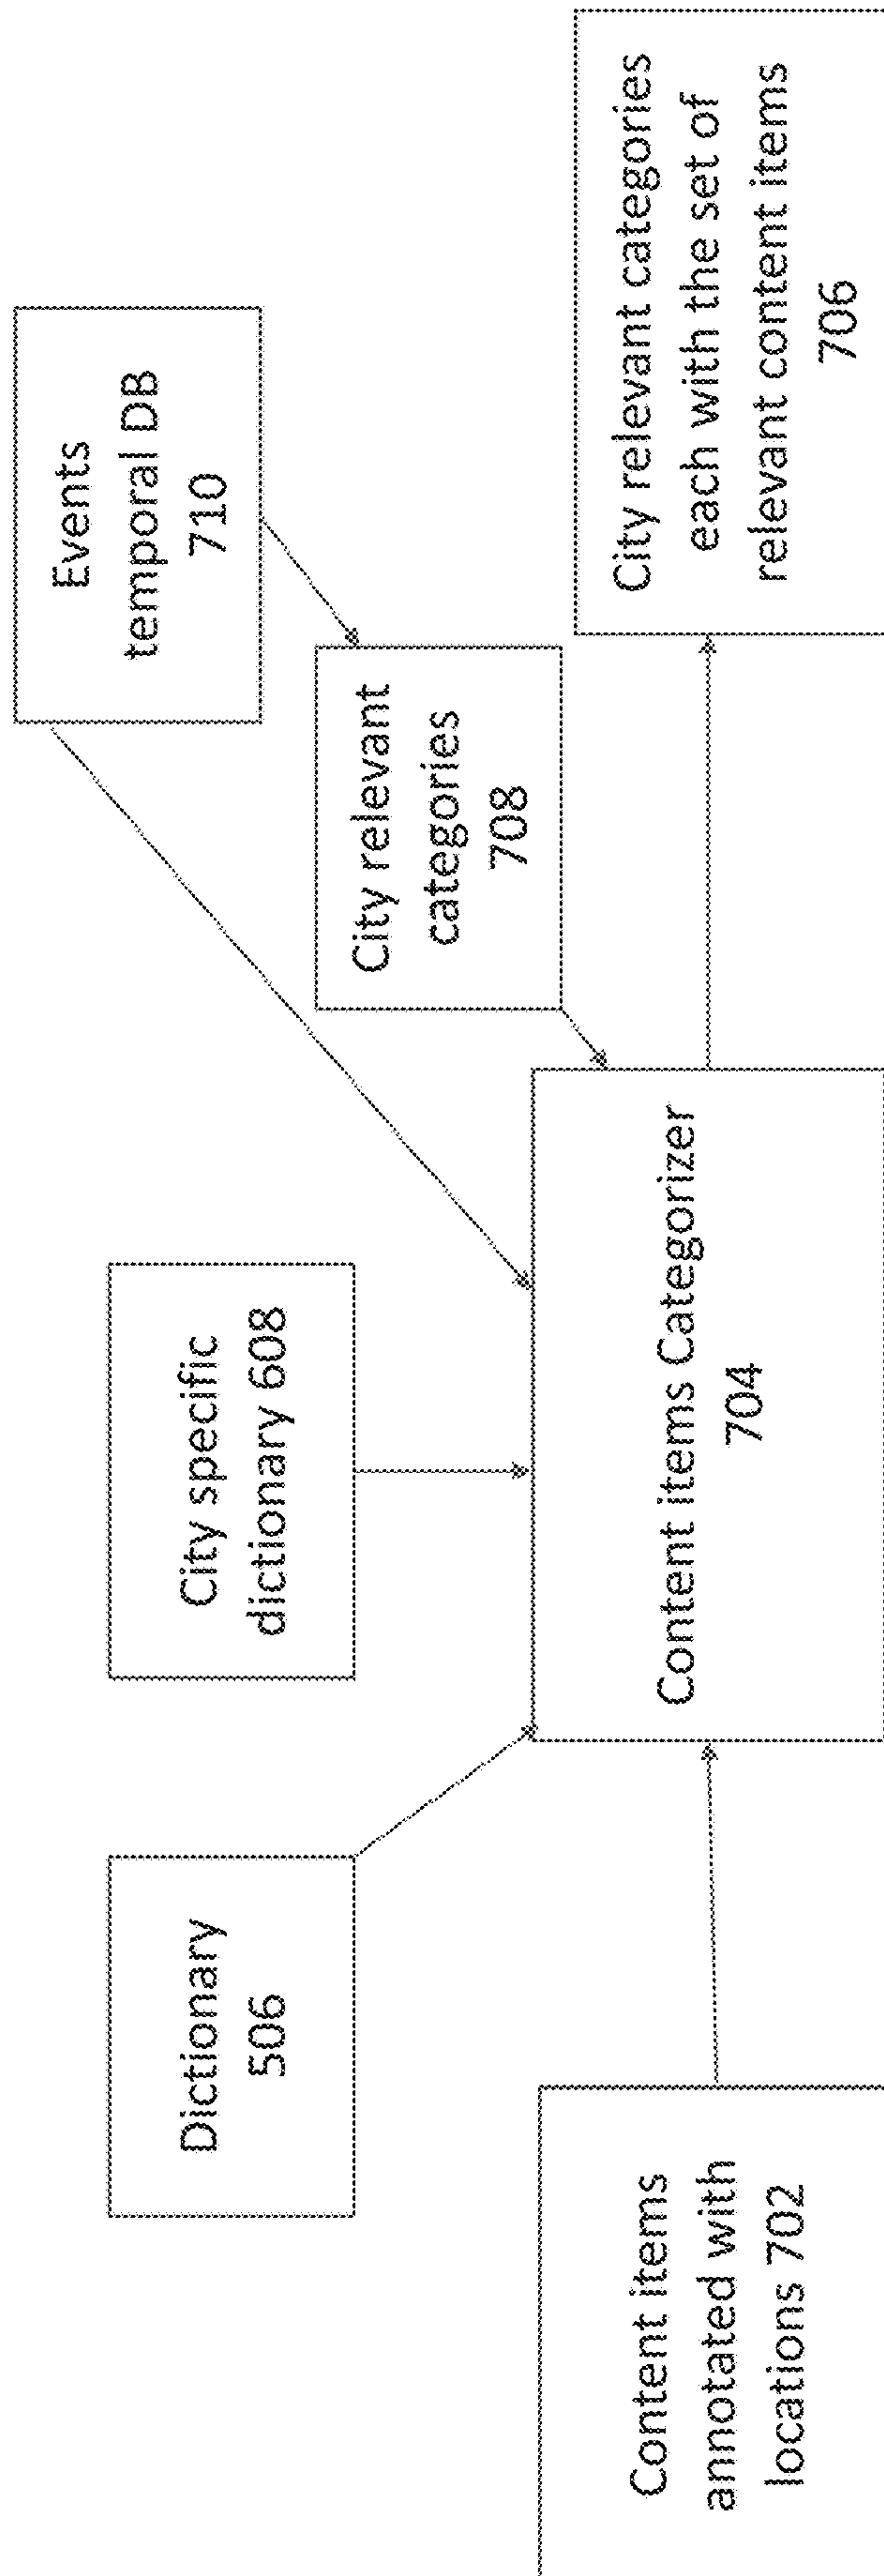 Events
temporal DB
710
City specific
dictionary 608
Dictionary
506
City relevant
categories
708
Content items
annotated with
locations 702
Content items Categorizer
704
City relevant categories
each with the set of
relevant content items
706